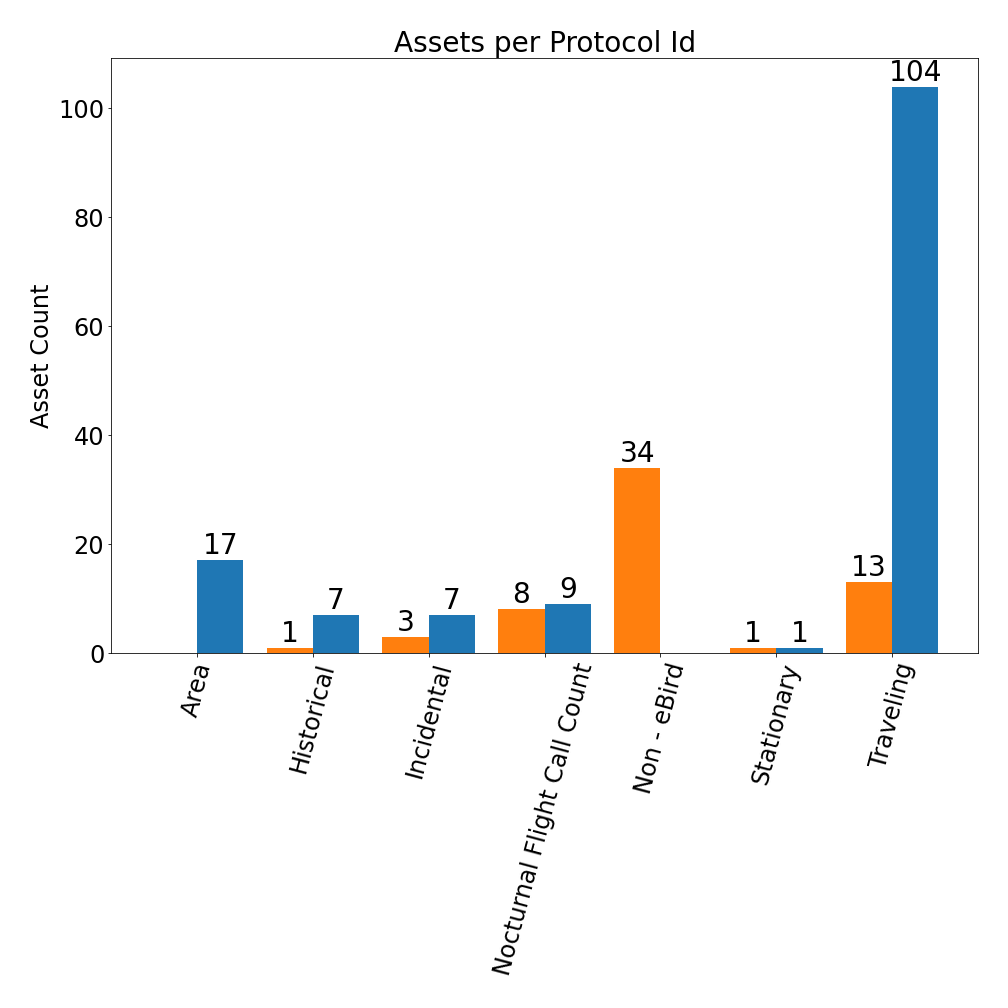 Assets per Protocol Id
Asset Count
100
80
60
40
20
0
17
1
7
3
7
8
9
34
1
1
13
104
Area
Historical
Incidental
Nocturnal Flight Call Count
Non - eBird
Stationary
Traveling